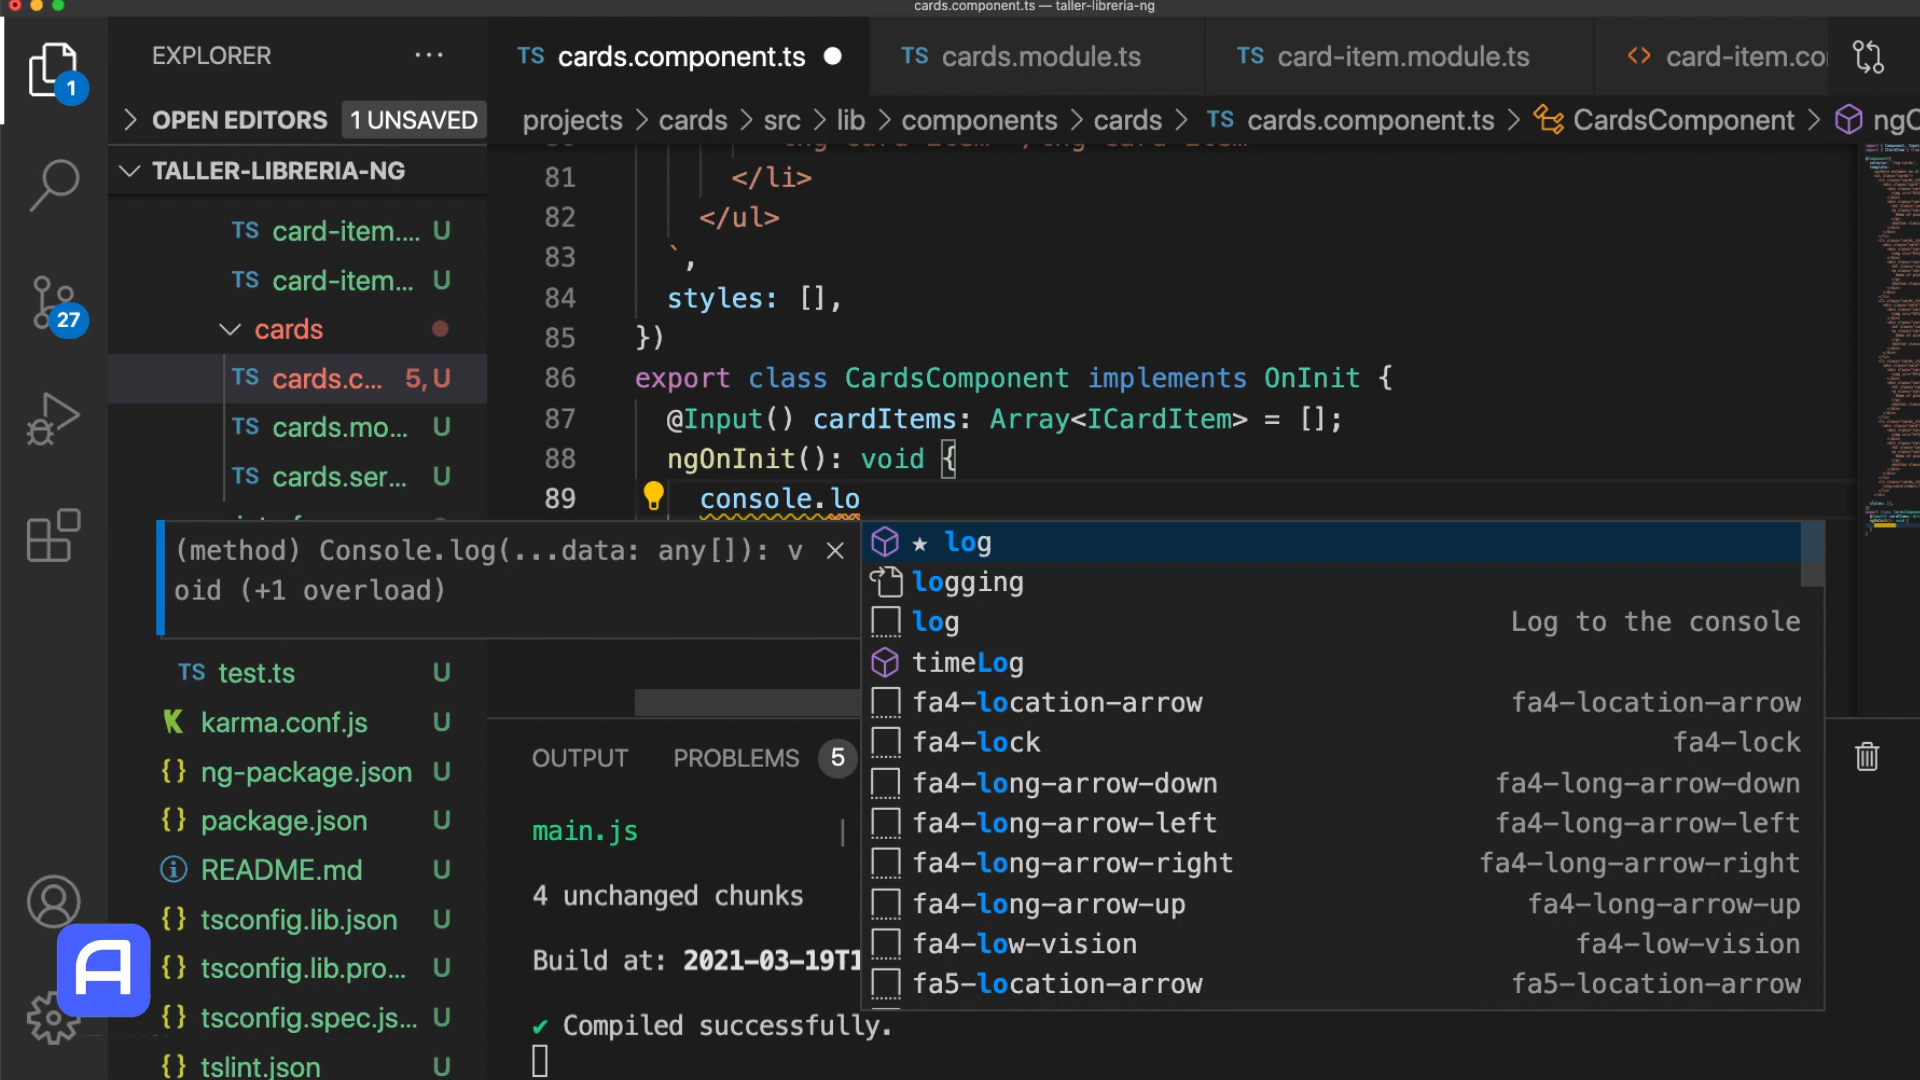 cards.component.ts — taller-libreria-ng
EXPLORER
1
OPEN EDITORS 1 UNSAVED
TALLER-LIBRERIA-NG
TS card-item.... U
TS card-item... U
27
cards
TS cards.c... 5, U
TS cards.mo... U
TS cards.ser... U
TS test.ts U
karma.conf.js U
{} ng-package.json U
{} package.json U
README.md U
{} tsconfig.lib.json U
{} tsconfig.lib.pro... U
{} tsconfig.spec.js... U
{} tslint.json U
TS cards.component.ts
TS cards.module.ts
TS card-item.module.ts
<> card-item.co
projects > cards > src > lib > components > cards > TS cards.component.ts > CardsComponent >
81 </li>
82 </ul>
83 `,
84 styles: [],
85 })
86 export class CardsComponent implements OnInit {
87 @Input() cardItems: Array<ICardItem> = [];
88 ngOnInit(): void {
89 console.lo
(method) Console.log(...data: any[]): v
oid (+1 overload)
★ log
logging
log Log to the console
timeLog
fa4-location-arrow fa4-location-arrow
fa4-lock fa4-lock
fa4-long-arrow-down fa4-long-arrow-down
fa4-long-arrow-left fa4-long-arrow-left
fa4-long-arrow-right fa4-long-arrow-right
fa4-long-arrow-up fa4-long-arrow-up
fa4-low-vision fa4-low-vision
fa5-location-arrow fa5-location-arrow
OUTPUT PROBLEMS 5
main.js |
4 unchanged chunks
Build at: 2021-03-19T1
✔ Compiled successfully.